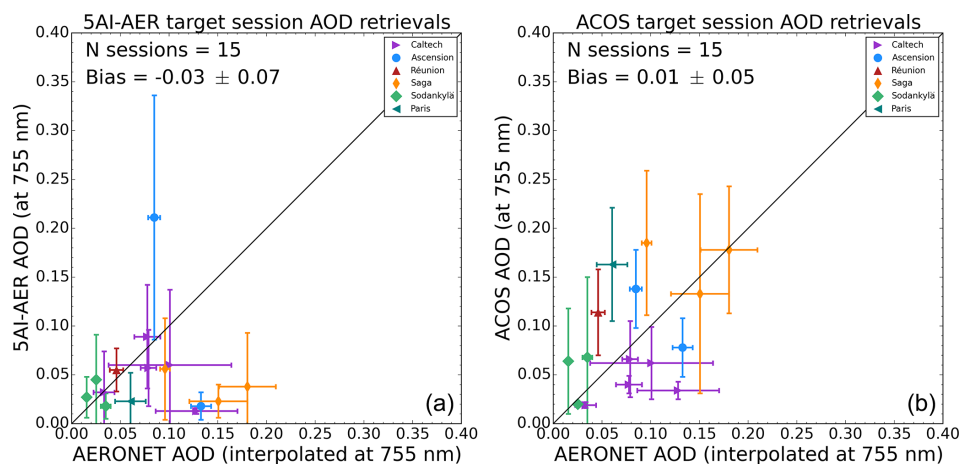 5AI-AER target session AOD retrievals
N sessions = 15
Bias = -0.03 ± 0.07
Caltech
Ascension
Réunion
Saga
Sodankylä
Paris
5AI-AER AOD (at 755 nm)
0.40
0.35
0.30
0.25
0.20
0.15
0.10
0.05
0.00
(a)
0.00 0.05 0.10 0.15 0.20 0.25 0.30 0.35 0.40
AERONET AOD (interpolated at 755 nm)
ACOS target session AOD retrievals
N sessions = 15
Bias = 0.01 ± 0.05
Caltech
Ascension
Réunion
Saga
Sodankylä
Paris
ACOS AOD (at 755 nm)
0.40
0.35
0.30
0.25
0.20
0.15
0.10
0.05
0.00
(b)
0.00 0.05 0.10 0.15 0.20 0.25 0.30 0.35 0.40
AERONET AOD (interpolated at 755 nm)